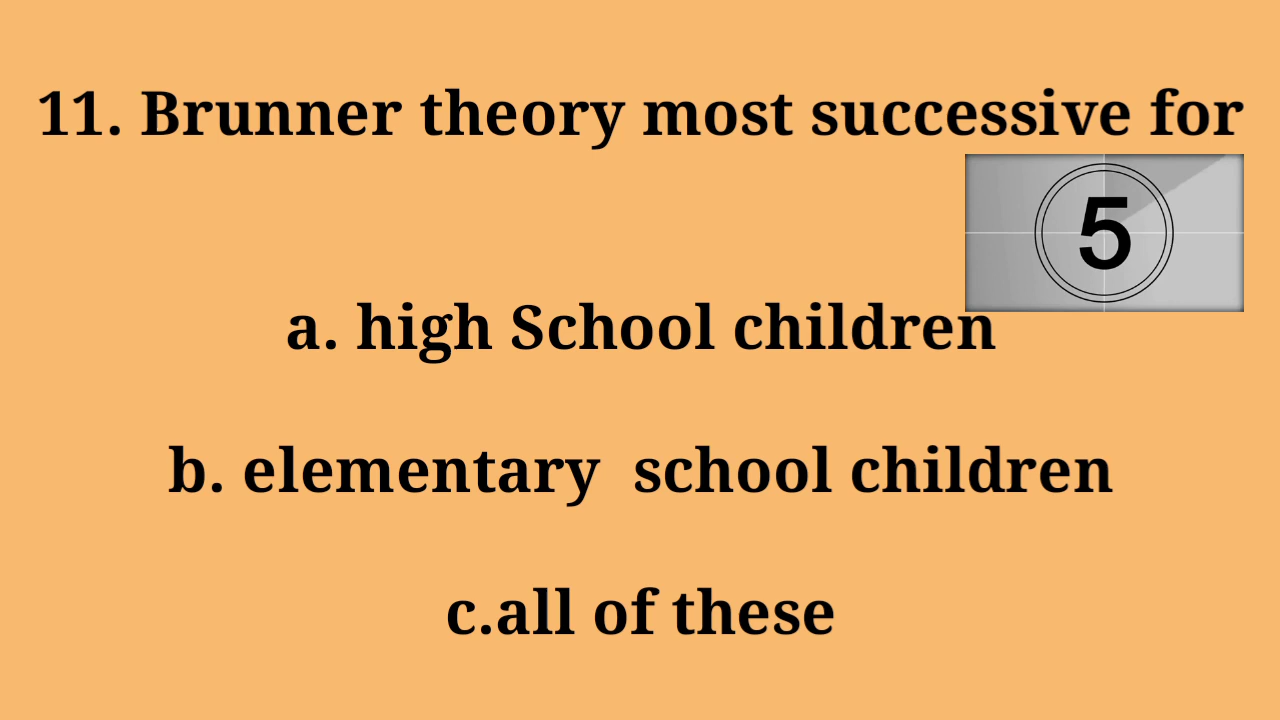 11. Brunner theory most successive for
5
a. high School children
b. elementary  school children
c.all of these